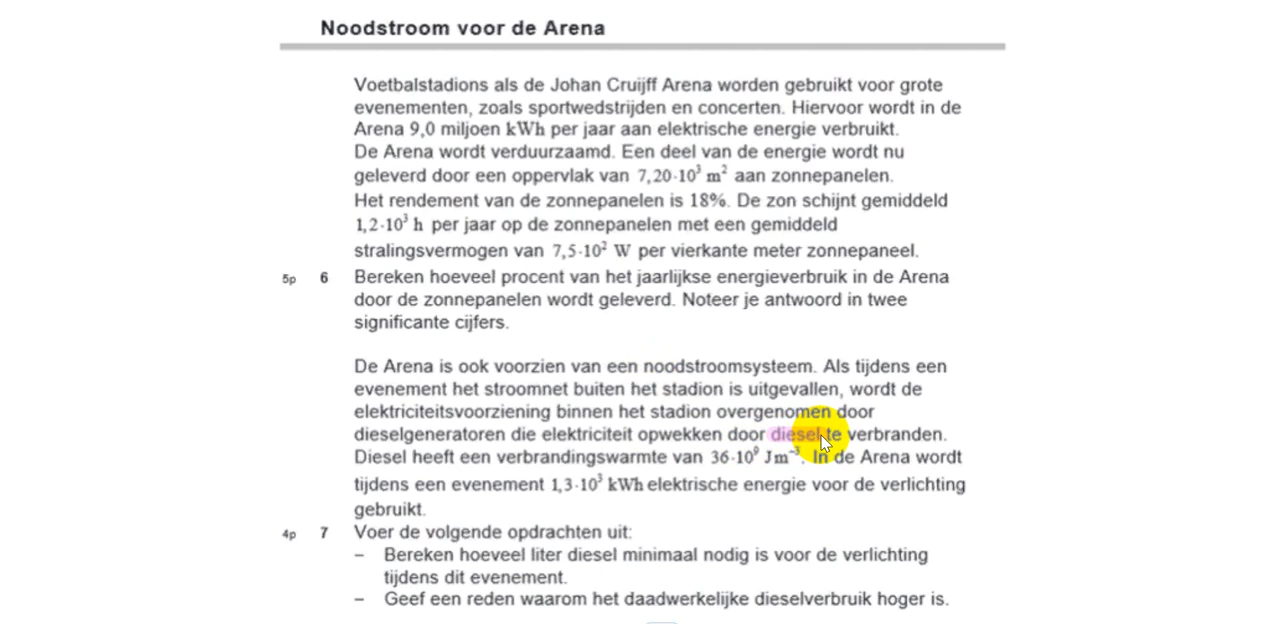 Noodstroom voor de Arena
Voetbalstadions als de Johan Cruijff Arena worden gebruikt voor grote
evenementen, zoals sportwedstrijden en concerten. Hiervoor wordt in de
Arena 9,0 miljoen kWh per jaar aan elektrische energie verbruikt.
De Arena wordt verduurzaamd. Een deel van de energie wordt nu
geleverd door een oppervlak van 7,20·10³ m² aan zonnepanelen.
Het rendement van de zonnepanelen is 18%. De zon schijnt gemiddeld
1,2·10³ h per jaar op de zonnepanelen met een gemiddeld
stralingsvermogen van 7,5·10² W per vierkante meter zonnepaneel.
5p 6 Bereken hoeveel procent van het jaarlijkse energieverbruik in de Arena
door de zonnepanelen wordt geleverd. Noteer je antwoord in twee
significante cijfers.
De Arena is ook voorzien van een noodstroomsysteem. Als tijdens een
evenement het stroomnet buiten het stadion is uitgevallen, wordt de
elektriciteitsvoorziening binnen het stadion overgenomen door
dieselgeneratoren die elektriciteit opwekken door diesel te verbranden.
Diesel heeft een verbrandingswarmte van 36·10⁹ Jm⁻³. In de Arena wordt
tijdens een evenement 1,3·10³ kWh elektrische energie voor de verlichting
gebruikt.
4p 7 Voer de volgende opdrachten uit:
– Bereken hoeveel liter diesel minimaal nodig is voor de verlichting
tijdens dit evenement.
– Geef een reden waarom het daadwerkelijke dieselverbruik hoger is.